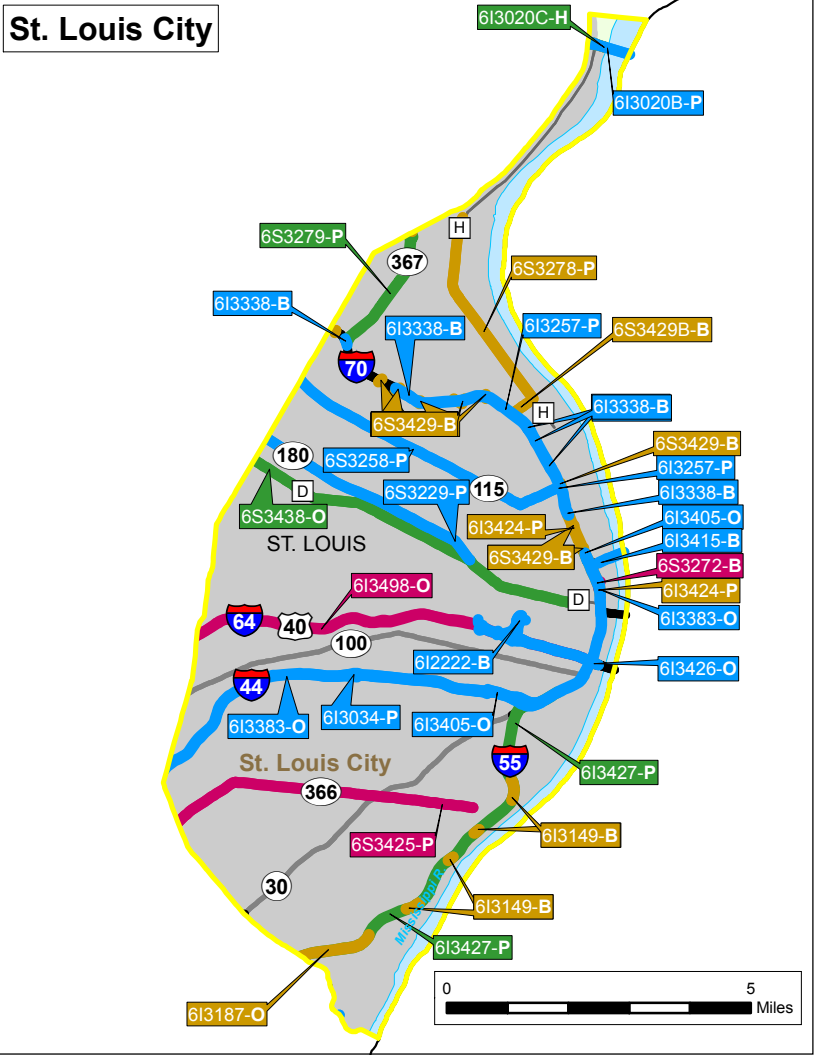 St. Louis City
6I3020C-H
6I3020B-P
H
6S3279-P
367
6S3278-P
6I3338-B
6I3338-B
6I3257-P
6S3429B-B
70
6S3429-B
H
6I3338-B
6S3429-B
180
6S3258-P
6I3257-P
D
6S3229-P
115
6I3338-B
6S3438-O
6I3424-P
6I3405-O
ST. LOUIS
6S3429-B
6I3415-B
6S3272-B
6I3498-O
6I3424-P
D
64
40
6I3383-O
100
6I2222-B
6I3426-O
44
6I3383-O
6I3034-P
6I3405-O
St. Louis City
55
6I3427-P
366
6S3425-P
6I3149-B
30
6I3149-B
Mississippi R.
6I3427-P
6I3187-O
0 5
Miles